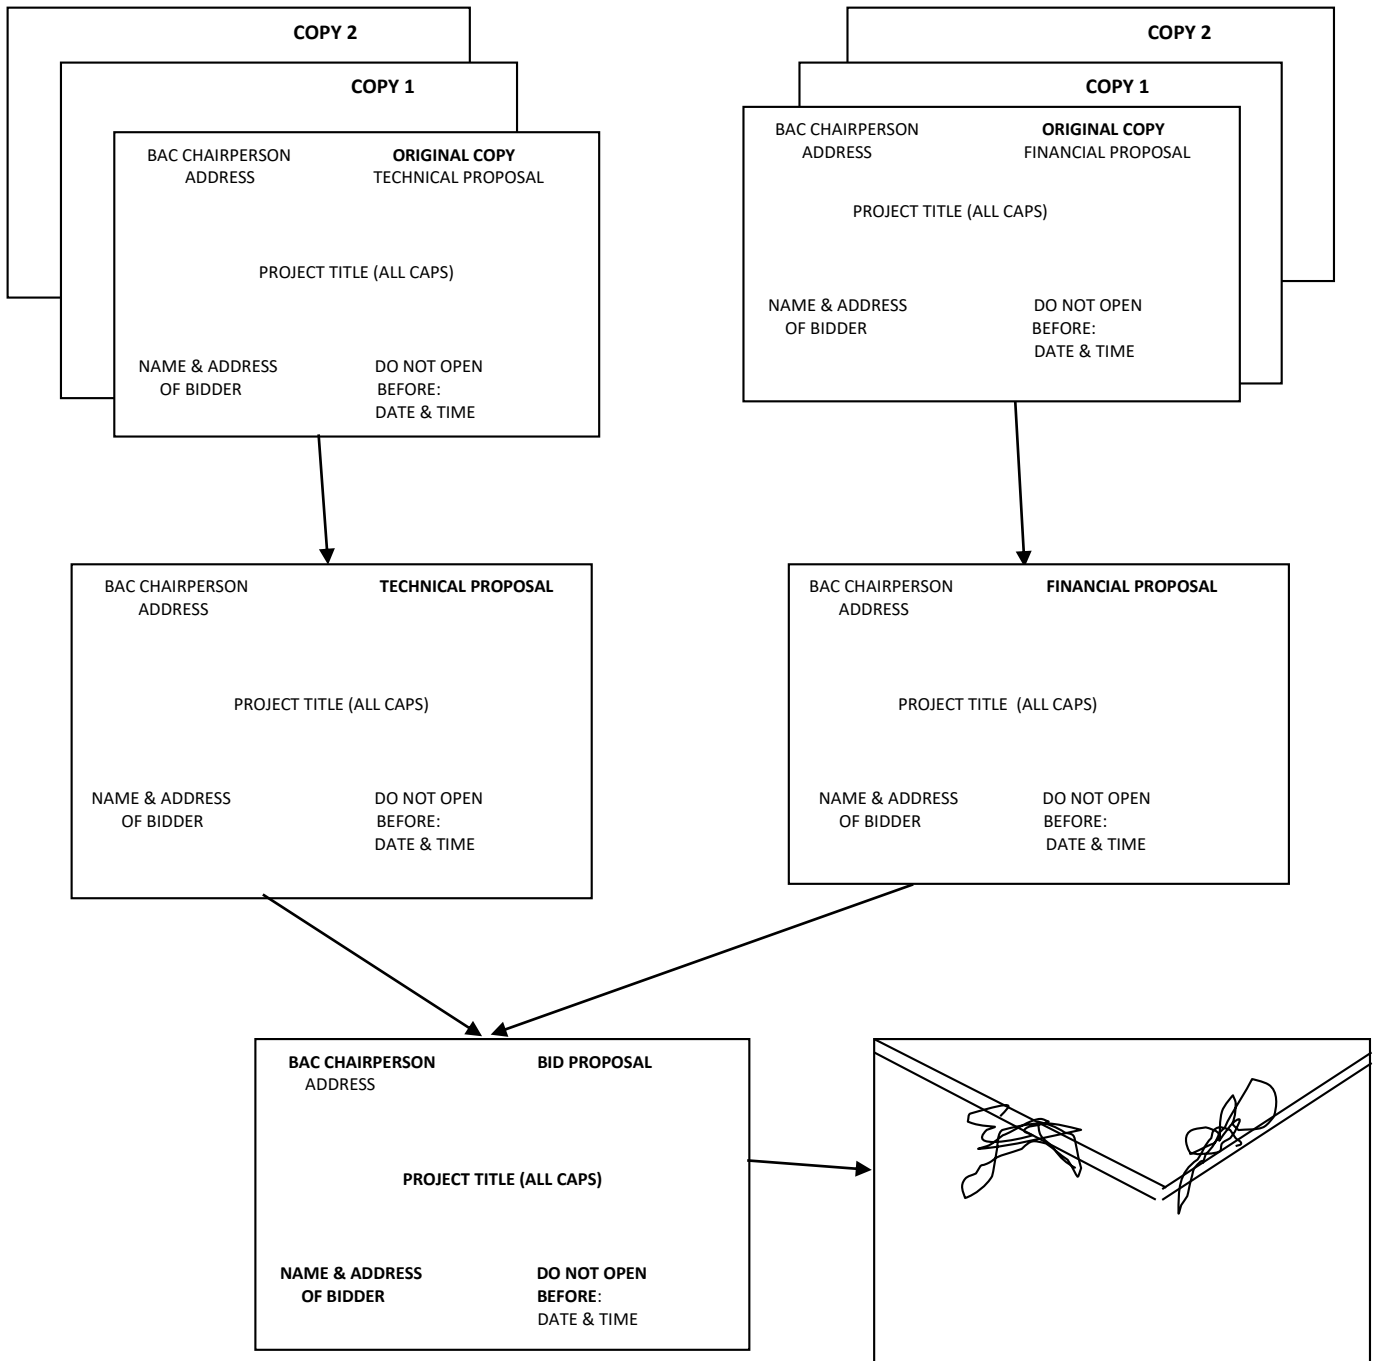 COPY 2
COPY 1
BAC CHAIRPERSON ORIGINAL COPY
ADDRESS TECHNICAL PROPOSAL
PROJECT TITLE (ALL CAPS)
NAME & ADDRESS DO NOT OPEN
OF BIDDER BEFORE:
DATE & TIME
COPY 2
COPY 1
BAC CHAIRPERSON ORIGINAL COPY
ADDRESS FINANCIAL PROPOSAL
PROJECT TITLE (ALL CAPS)
NAME & ADDRESS DO NOT OPEN
OF BIDDER BEFORE:
DATE & TIME
BAC CHAIRPERSON TECHNICAL PROPOSAL
ADDRESS
PROJECT TITLE (ALL CAPS)
NAME & ADDRESS DO NOT OPEN
OF BIDDER BEFORE:
DATE & TIME
BAC CHAIRPERSON FINANCIAL PROPOSAL
ADDRESS
PROJECT TITLE (ALL CAPS)
NAME & ADDRESS DO NOT OPEN
OF BIDDER BEFORE:
DATE & TIME
BAC CHAIRPERSON BID PROPOSAL
ADDRESS
PROJECT TITLE (ALL CAPS)
NAME & ADDRESS DO NOT OPEN
OF BIDDER BEFORE:
DATE & TIME